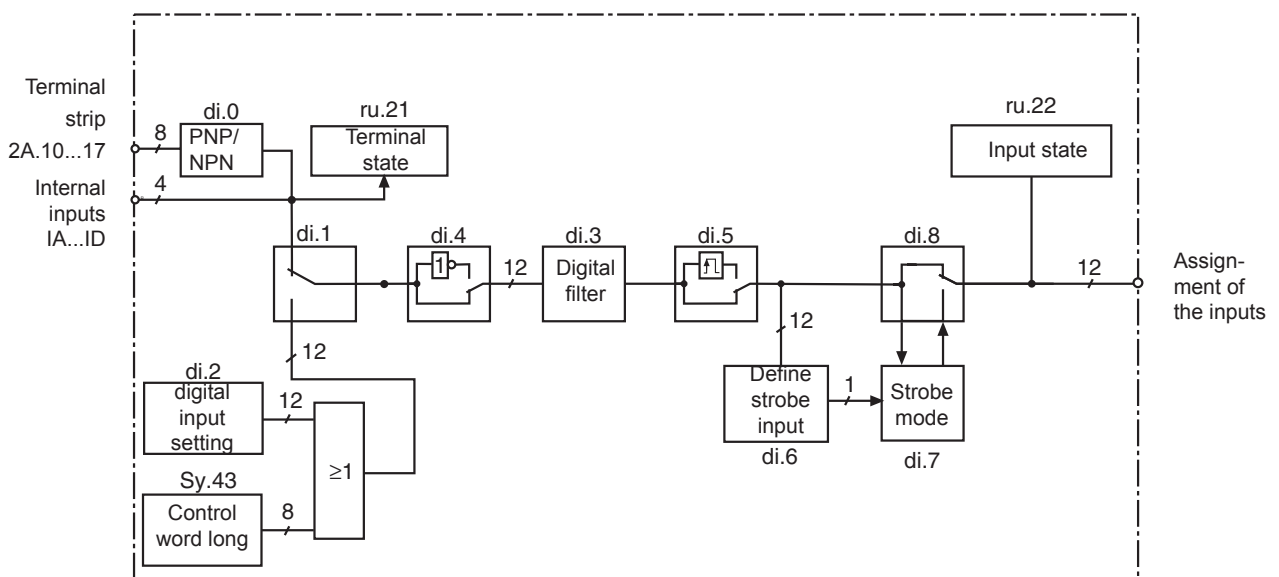 Terminal
strip
2A.10...17
8
di.0
PNP/
NPN
ru.21
Terminal
state
ru.22
Input state
Internal
inputs
IA...ID
4
di.1
di.4
1
12
di.3
Digital
filter
di.5
di.8
12
Assign-
ment of
the inputs
12
12
di.2
digital
input
setting
12
≥1
Define
strobe
input
di.6
1
Strobe
mode
di.7
Sy.43
Control
word long
8